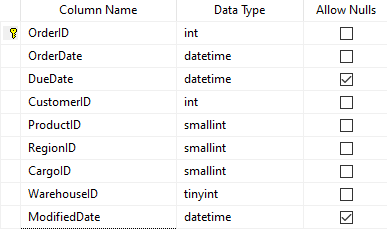 Column Name Data Type Allow Nulls
OrderID int
OrderDate datetime
DueDate datetime
CustomerID int
ProductID smallint
RegionID smallint
CargoID smallint
WarehouseID tinyint
ModifiedDate datetime